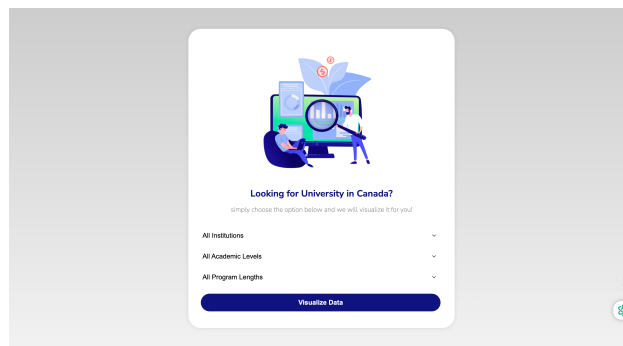 Looking for University in Canada?
simply choose the option below and we will visualize it for you!
All Institutions
All Academic Levels
All Program Lengths
Visualize Data